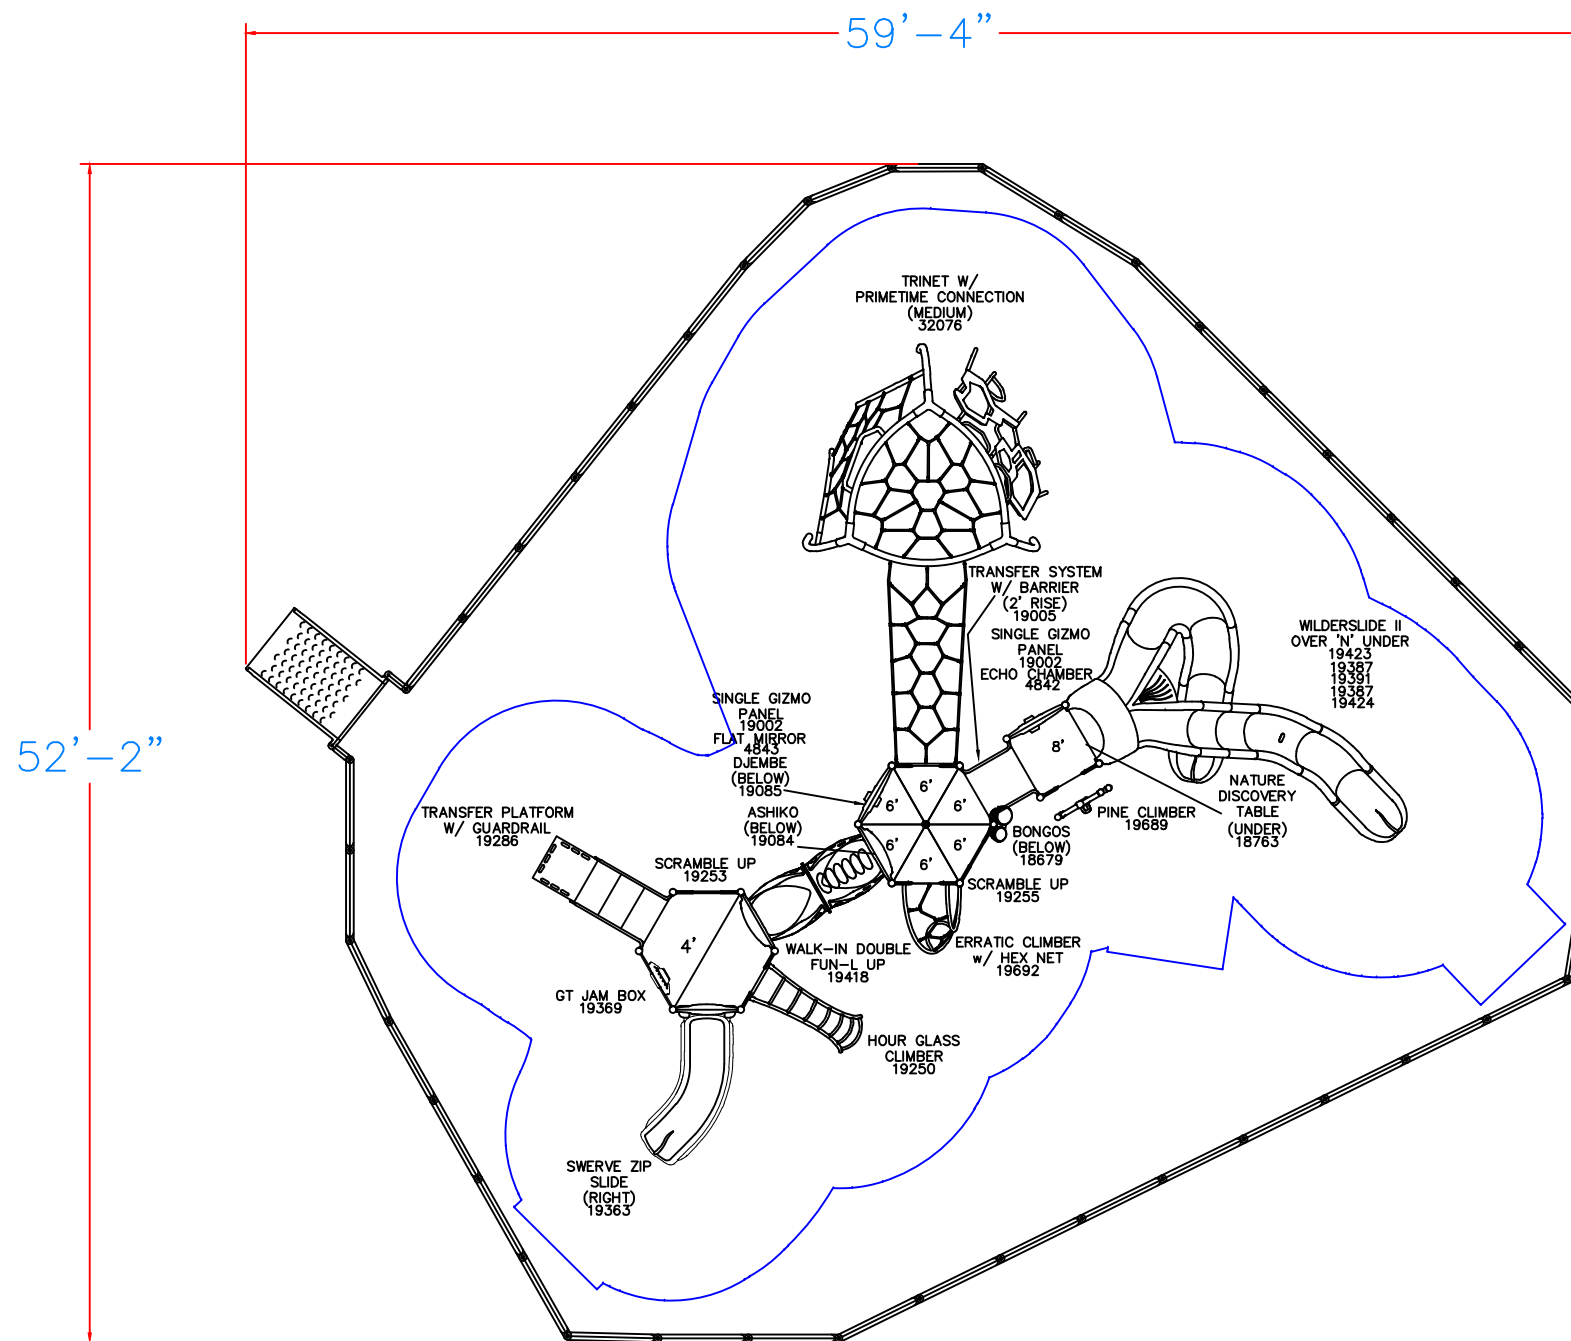 59'-4"
52'-2"
TRINET W/
PRIMETIME CONNECTION
(MEDIUM)
32076
TRANSFER SYSTEM
W/ BARRIER
(2' RISE)
19005
SINGLE GIZMO
PANEL
19002
ECHO CHAMBER
4842
WILDERSLIDE II
OVER 'N' UNDER
19423
19387
19391
19387
19424
SINGLE GIZMO
PANEL
19002
FLAT MIRROR
4843
DJEMBE
(BELOW)
19085
ASHIKO
(BELOW)
19084
8'
6'
6'
6'
6'
6'
6'
NATURE
DISCOVERY
TABLE
(UNDER)
18763
PINE CLIMBER
19689
BONGOS
(BELOW)
18679
TRANSFER PLATFORM
W/ GUARDRAIL
19286
SCRAMBLE UP
19253
SCRAMBLE UP
19255
4'
WALK-IN DOUBLE
FUN-L UP
19418
ERRATIC CLIMBER
w/ HEX NET
19692
GT JAM BOX
19369
HOUR GLASS
CLIMBER
19250
SWERVE ZIP
SLIDE
(RIGHT)
19363